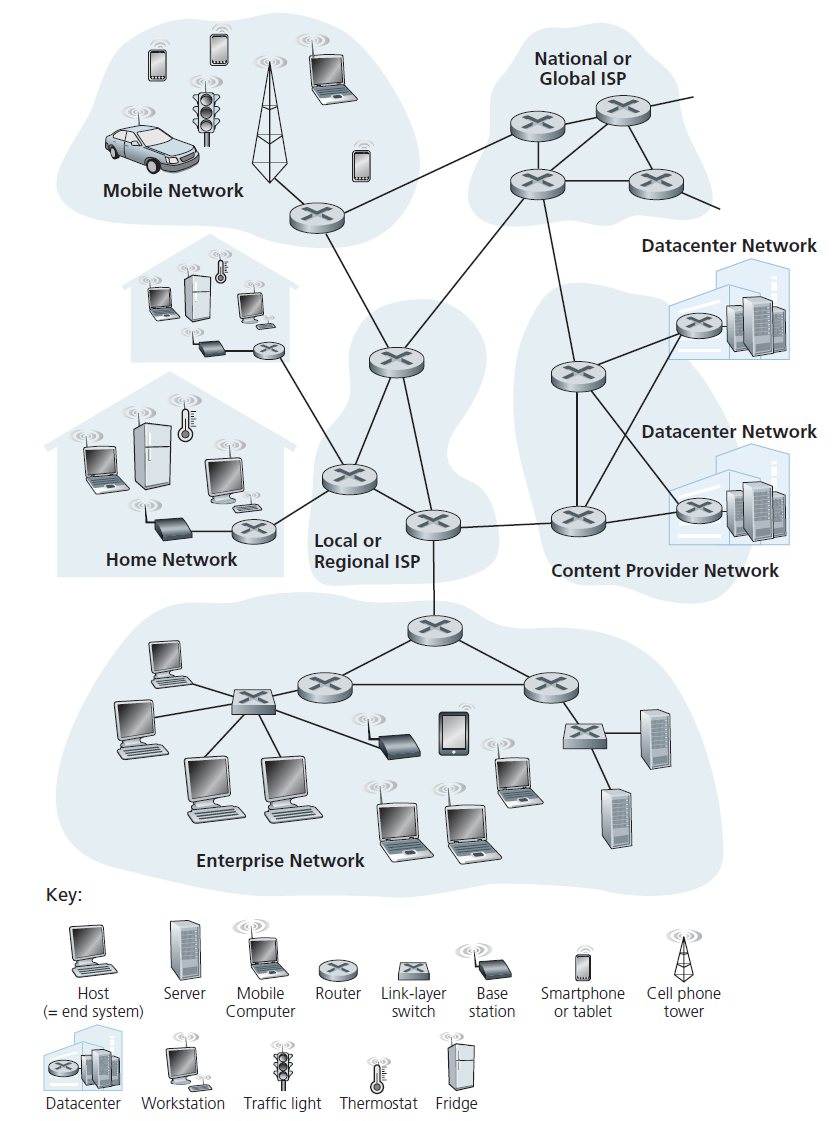 National or
Global ISP
Mobile Network
Datacenter Network
Datacenter Network
Home Network
Local or
Regional ISP
Content Provider Network
Enterprise Network
Key:
Host
(= end system)
Server
Mobile
Computer
Router
Link-layer
switch
Base
station
Smartphone
or tablet
Cell phone
tower
Datacenter
Workstation
Traffic light
Thermostat
Fridge